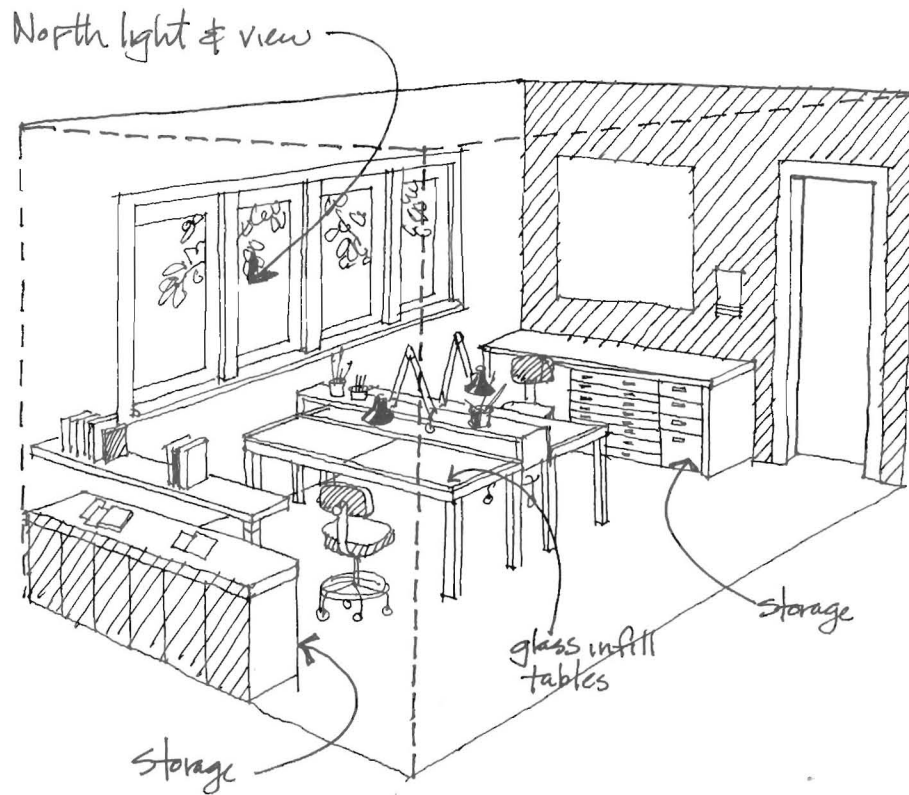 North light & view
Storage
glass infill
tables
Storage